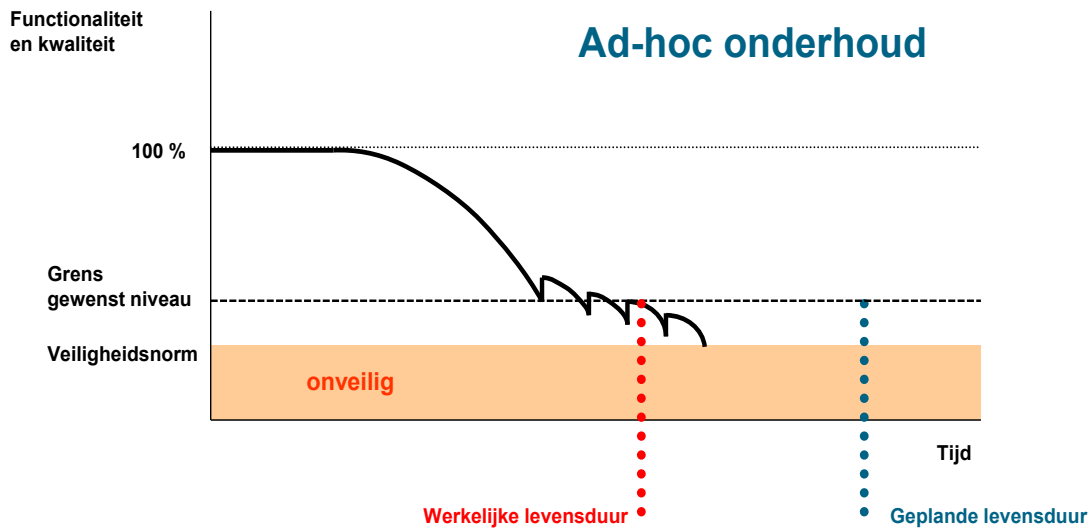 Functionaliteit
en kwaliteit
Ad-hoc onderhoud
100 %
Grens
gewenst niveau
Veiligheidsnorm
onveilig
Tijd
Werkelijke levensduur
Geplande levensduur